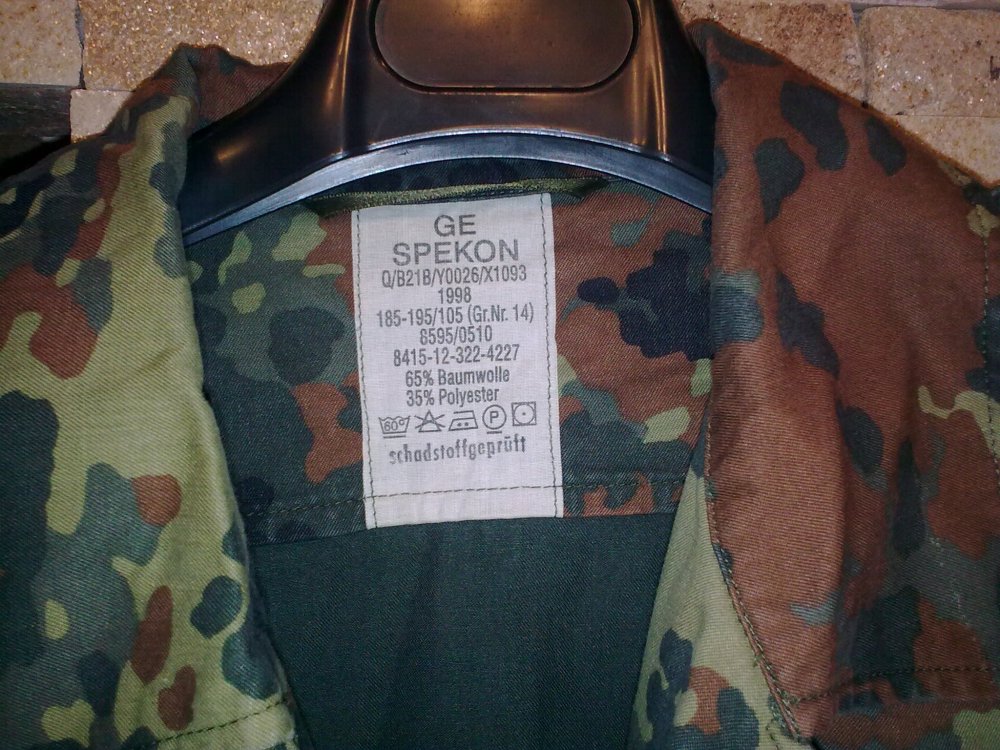 GE
SPEKON
Q/B21B/Y0026/X1093
1998
185-195/105 (Gr.Nr. 14)
8595/0510
8415-12-322-4227
65% Baumwolle
35% Polyester
60° P
schadstoffgeprüft